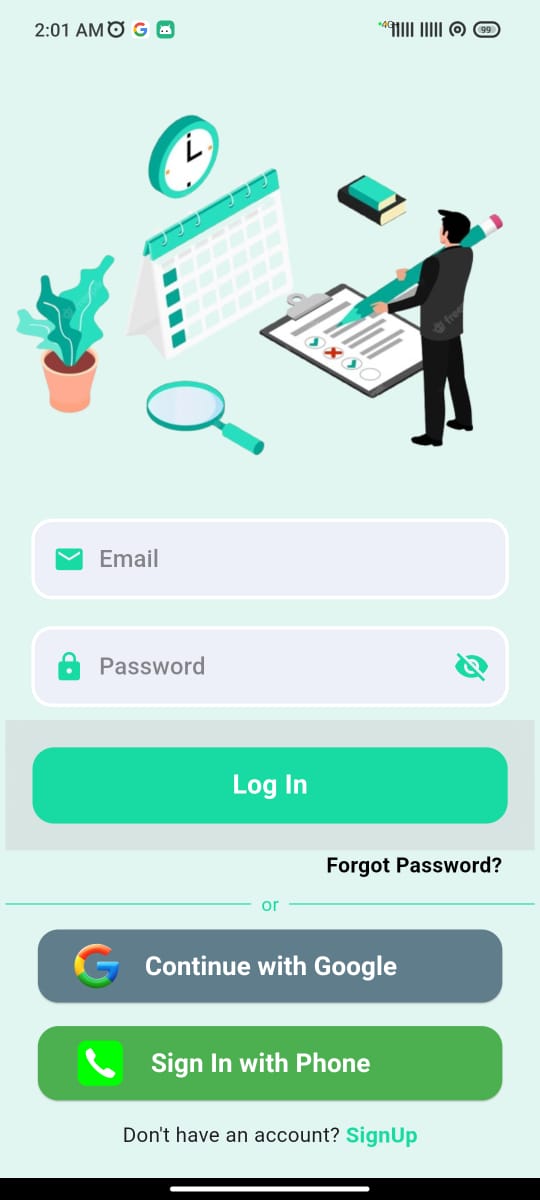 2:01 AM
4G
99
Email
Password
Log In
Forgot Password?
or
Continue with Google
Sign In with Phone
Don't have an account? SignUp